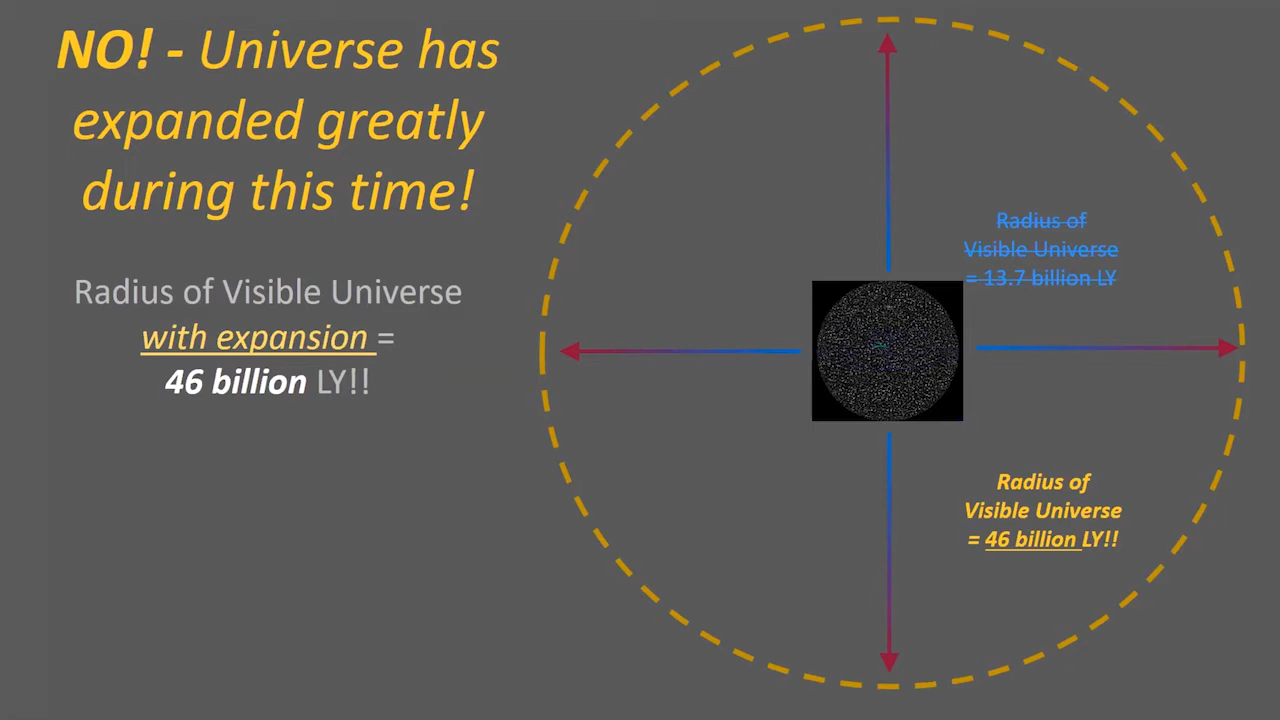 NO! - Universe has
expanded greatly
during this time!
Radius of Visible Universe
with expansion =
46 billion LY!!
Radius of
Visible Universe
= 13.7 billion LY
Radius of
Visible Universe
= 46 billion LY!!